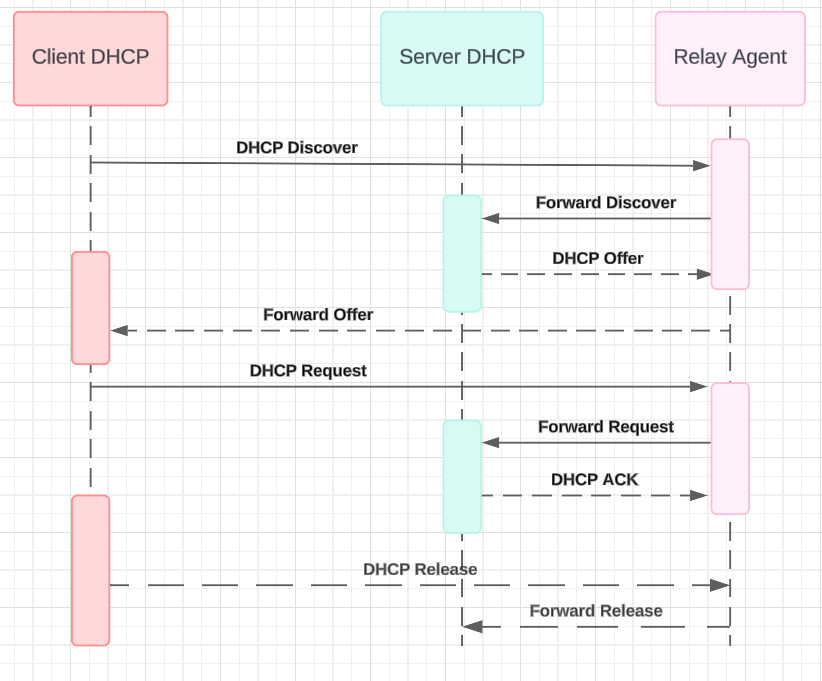 Client DHCP
Server DHCP
Relay Agent
DHCP Discover
Forward Discover
DHCP Offer
Forward Offer
DHCP Request
Forward Request
DHCP ACK
DHCP Release
Forward Release